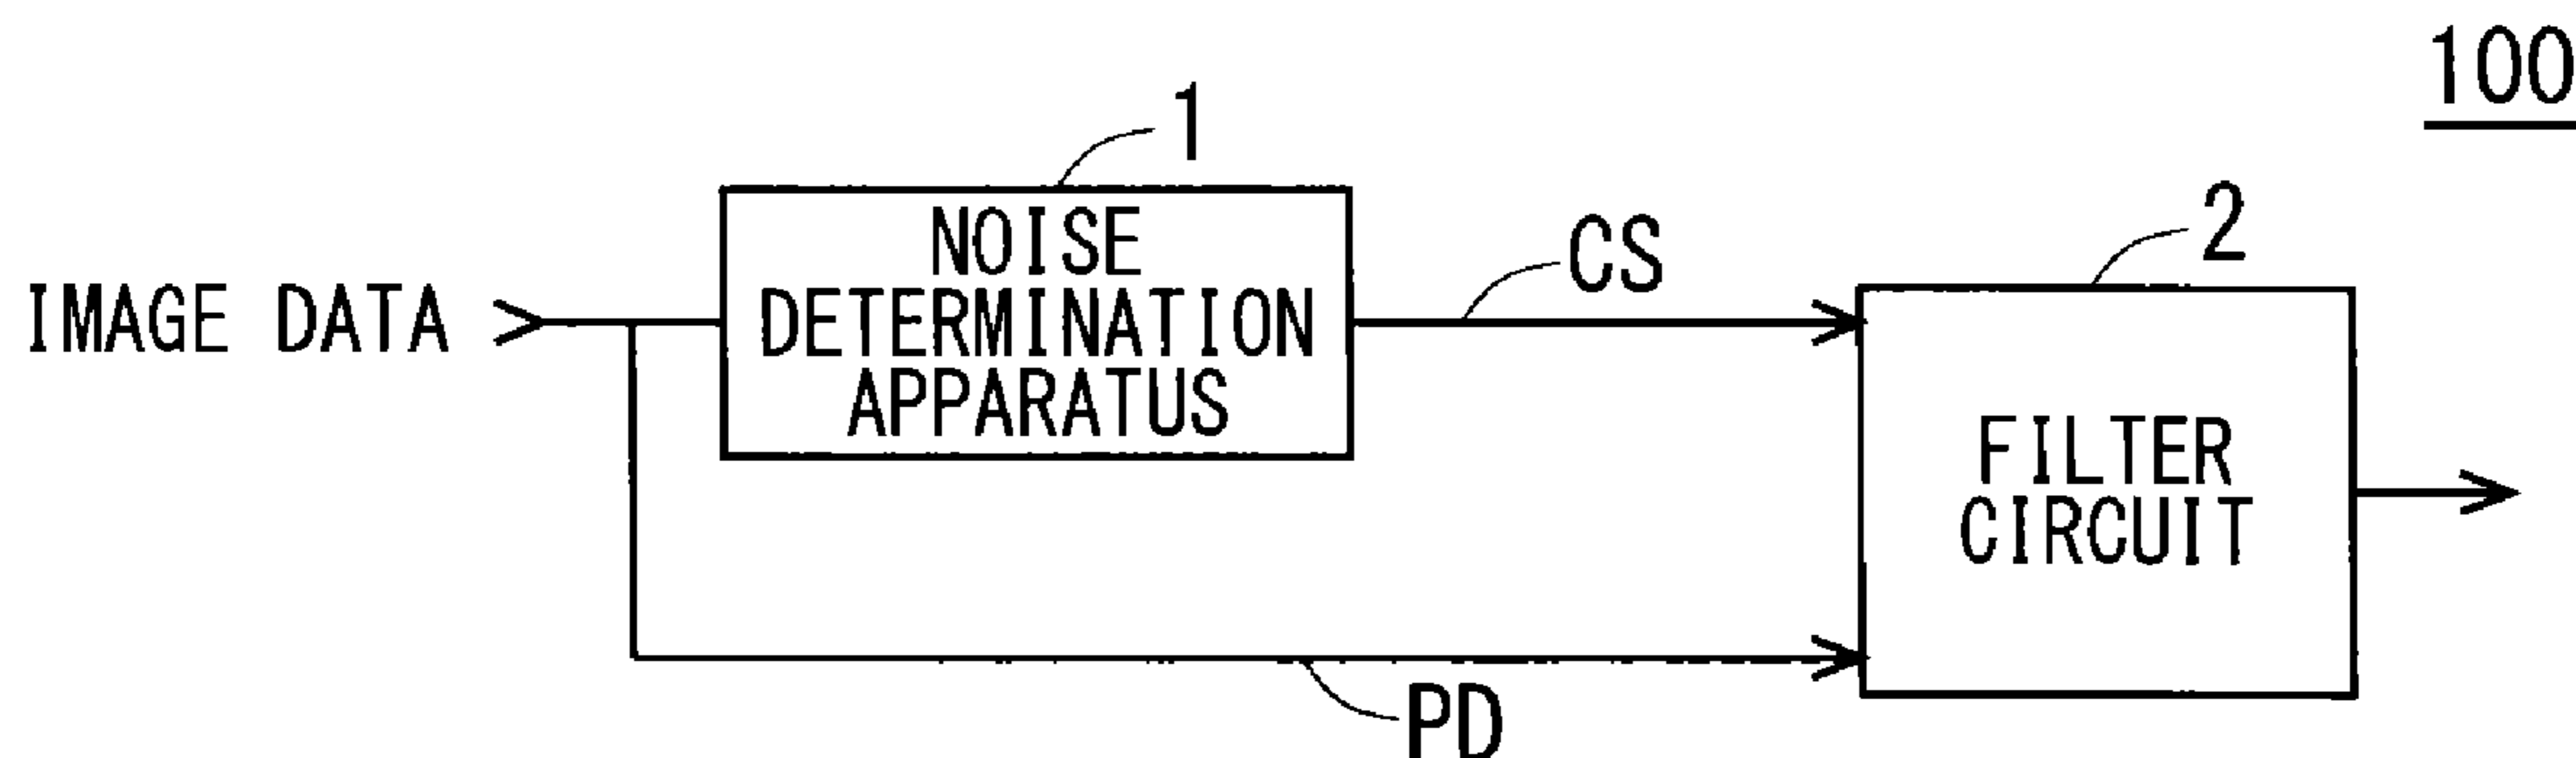 100
1
NOISE
DETERMINATION
APPARATUS
IMAGE DATA
CS
2
FILTER
CIRCUIT
PD